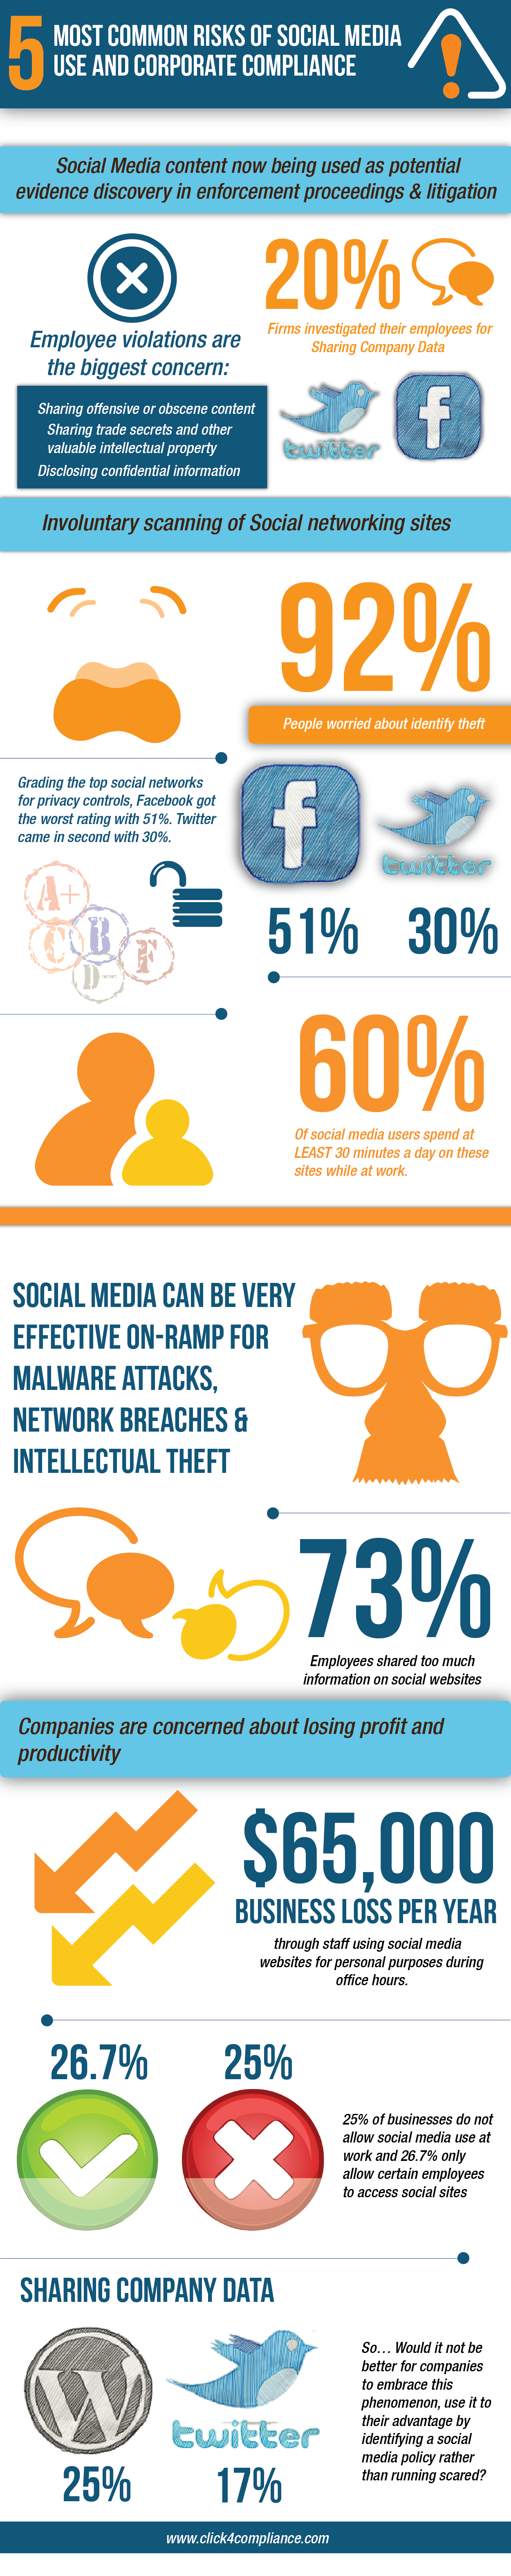 5
MOST COMMON RISKS OF SOCIAL MEDIA
USE AND CORPORATE COMPLIANCE
Social Media content now being used as potential
evidence discovery in enforcement proceedings & litigation
Employee violations are
the biggest concern:
Sharing offensive or obscene content
Sharing trade secrets and other
valuable intellectual property
Disclosing confidential information
20%
Firms investigated their employees for
Sharing Company Data
twitter
f
Involuntary scanning of Social networking sites
92%
People worried about identify theft
Grading the top social networks
for privacy controls, Facebook got
the worst rating with 51%. Twitter
came in second with 30%.
A+
B
C
D
F
f
twitter
51%
30%
60%
Of social media users spend at
LEAST 30 minutes a day on these
sites while at work.
SOCIAL MEDIA CAN BE VERY
EFFECTIVE ON-RAMP FOR
MALWARE ATTACKS,
NETWORK BREACHES &
INTELLECTUAL THEFT
73%
Employees shared too much
information on social websites
Companies are concerned about losing profit and
productivity
$65,000
BUSINESS LOSS PER YEAR
through staff using social media
websites for personal purposes during
office hours.
26.7%
25%
25% of businesses do not
allow social media use at
work and 26.7% only
allow certain employees
to access social sites
SHARING COMPANY DATA
W
twitter
25%
17%
So... Would it not be
better for companies
to embrace this
phenomenon, use it to
their advantage by
identifying a social
media policy rather
than running scared?
www.click4compliance.com